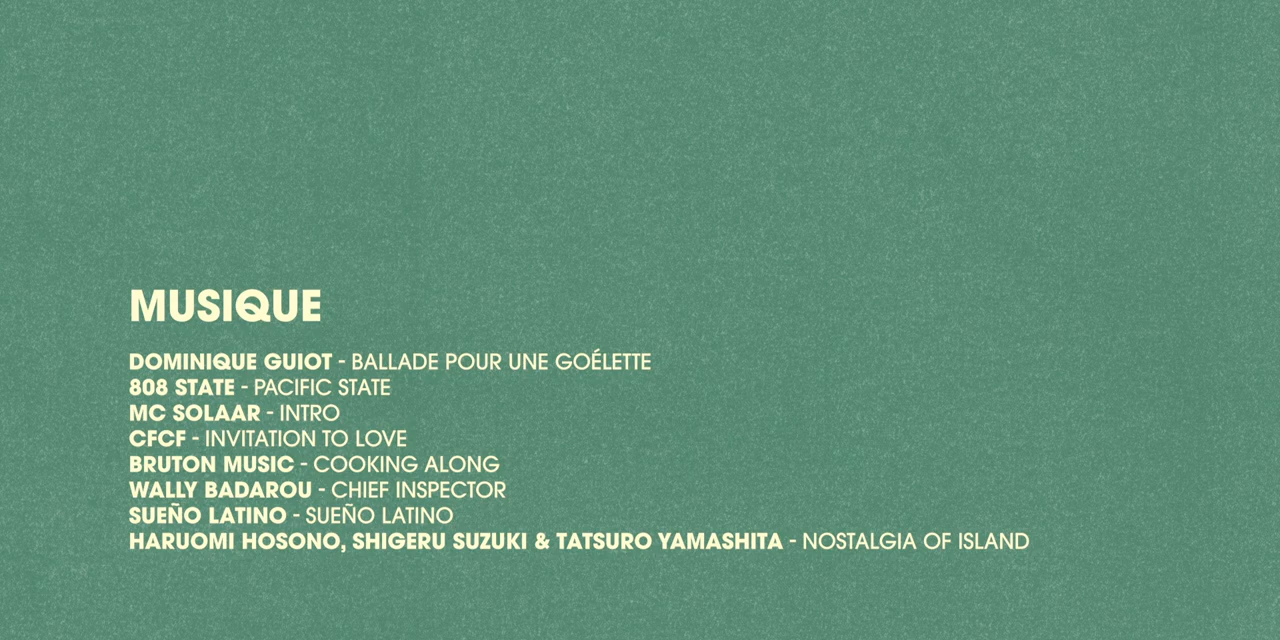 MUSIQUE
DOMINIQUE GUIOT - BALLADE POUR UNE GOÉLETTE
808 STATE - PACIFIC STATE
MC SOLAAR - INTRO
CFCF - INVITATION TO LOVE
BRUTON MUSIC - COOKING ALONG
WALLY BADAROU - CHIEF INSPECTOR
SUEÑO LATINO - SUEÑO LATINO
HARUOMI HOSONO, SHIGERU SUZUKI & TATSURO YAMASHITA - NOSTALGIA OF ISLAND